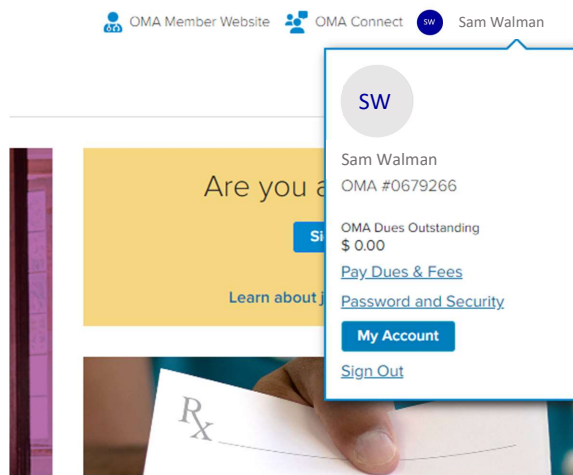 OMA Member Website OMA Connect SW Sam Walman
SW
Sam Walman
OMA #0679266
OMA Dues Outstanding
$ 0.00
Pay Dues & Fees
Password and Security
My Account
Sign Out
Are you
Learn about
Rx